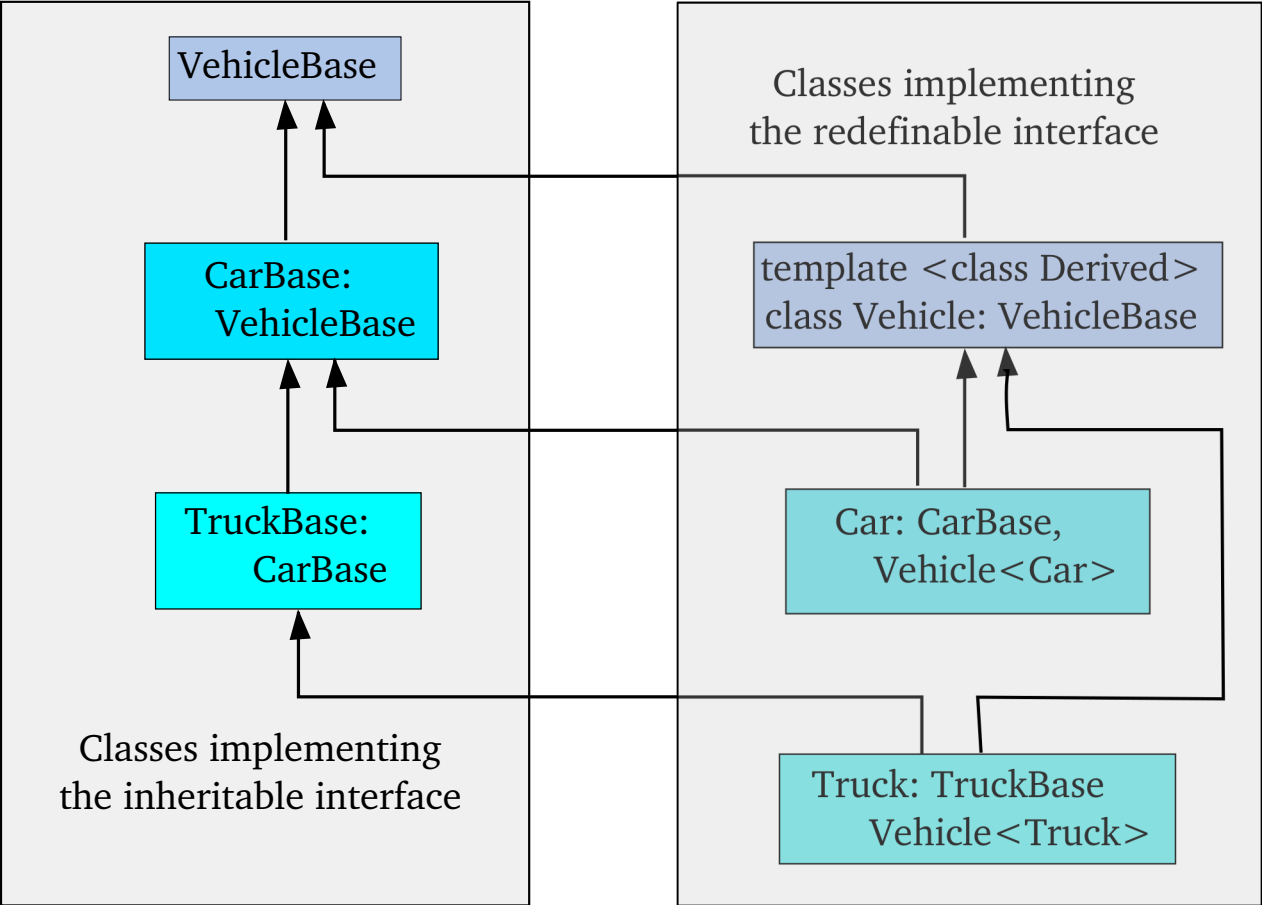 VehicleBase
CarBase:
VehicleBase
TruckBase:
CarBase
Classes implementing
the inheritable interface
Classes implementing
the redefinable interface
template <class Derived>
class Vehicle: VehicleBase
Car: CarBase,
Vehicle<Car>
Truck: TruckBase
Vehicle<Truck>